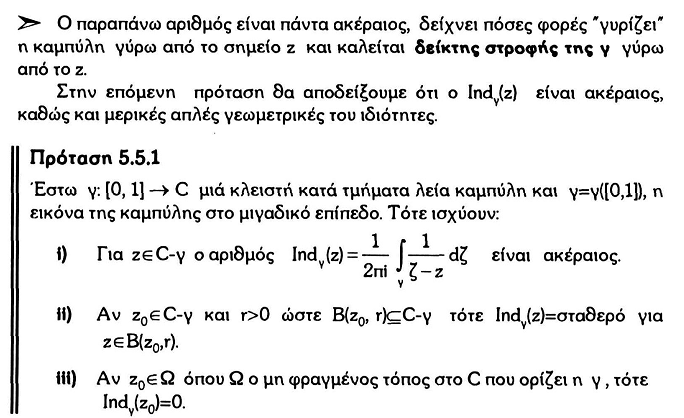 ➢ Ο παραπάνω αριθμός είναι πάντα ακέραιος, δείχνει πόσες φορές "γυρίζει"
η καμπύλη γύρω από το σημείο z και καλείται δείκτης στροφής της γ γύρω
από το z.
Στην επόμενη πρόταση θα αποδείξουμε ότι ο Ind_γ(z) είναι ακέραιος,
καθώς και μερικές απλές γεωμετρικές του ιδιότητες.
Πρόταση 5.5.1
Έστω γ: [0, 1] → C μιά κλειστή κατά τμήματα λεία καμπύλη και γ=γ([0,1]), η
εικόνα της καμπύλης στο μιγαδικό επίπεδο. Τότε ισχύουν:
i) Για z∈C-γ ο αριθμός Ind_γ(z) = 1/2πi ∫_γ 1/(ζ−z) dζ είναι ακέραιος.
ii) Αν z₀∈C-γ και r>0 ώστε B(z₀, r)⊆C-γ τότε Ind_γ(z)=σταθερό για
z∈B(z₀,r).
iii) Αν z₀∈Ω όπου Ω ο μη φραγμένος τόπος στο C που ορίζει η γ , τότε
Ind_γ(z₀)=0.